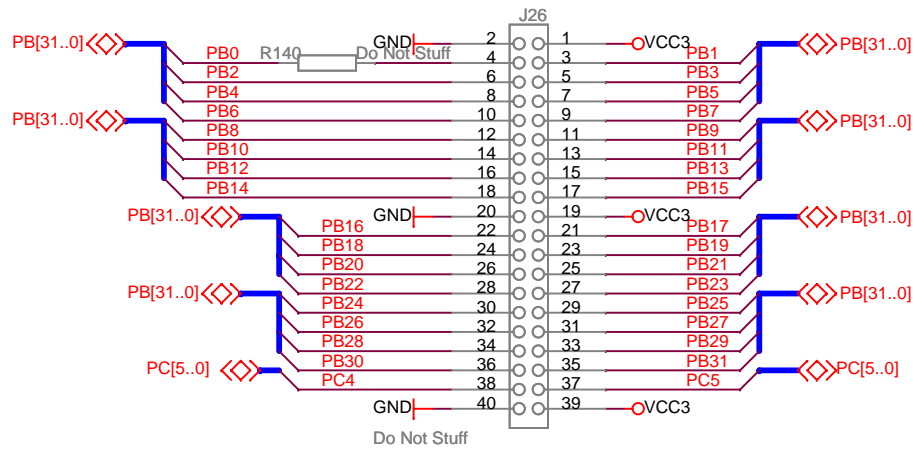 J26
PB[31..0] GND 2 1 VCC3 PB[31..0]
PB0 R140 Do Not Stuff 4 3 PB1
PB2 6 5 PB3
PB4 8 7 PB5
PB6 10 9 PB7
PB[31..0] PB[31..0]
PB8 12 11 PB9
PB10 14 13 PB11
PB12 16 15 PB13
PB14 18 17 PB15
PB[31..0] GND 20 19 VCC3 PB[31..0]
PB16 22 21 PB17
PB18 24 23 PB19
PB20 26 25 PB21
PB22 28 27 PB23
PB[31..0] PB[31..0]
PB24 30 29 PB25
PB26 32 31 PB27
PB28 34 33 PB29
PB30 36 35 PB31
PC[5..0] PC[5..0]
PC4 38 37 PC5
GND 40 39 VCC3
Do Not Stuff